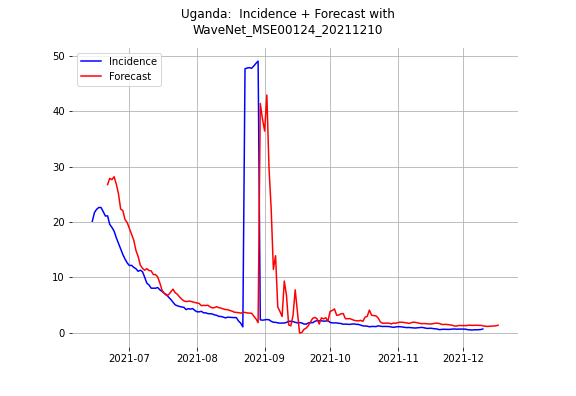 Uganda: Incidence + Forecast with
WaveNet_MSE00124_20211210
Incidence
Forecast
50
40
30
20
10
0
2021-07 2021-08 2021-09 2021-10 2021-11 2021-12